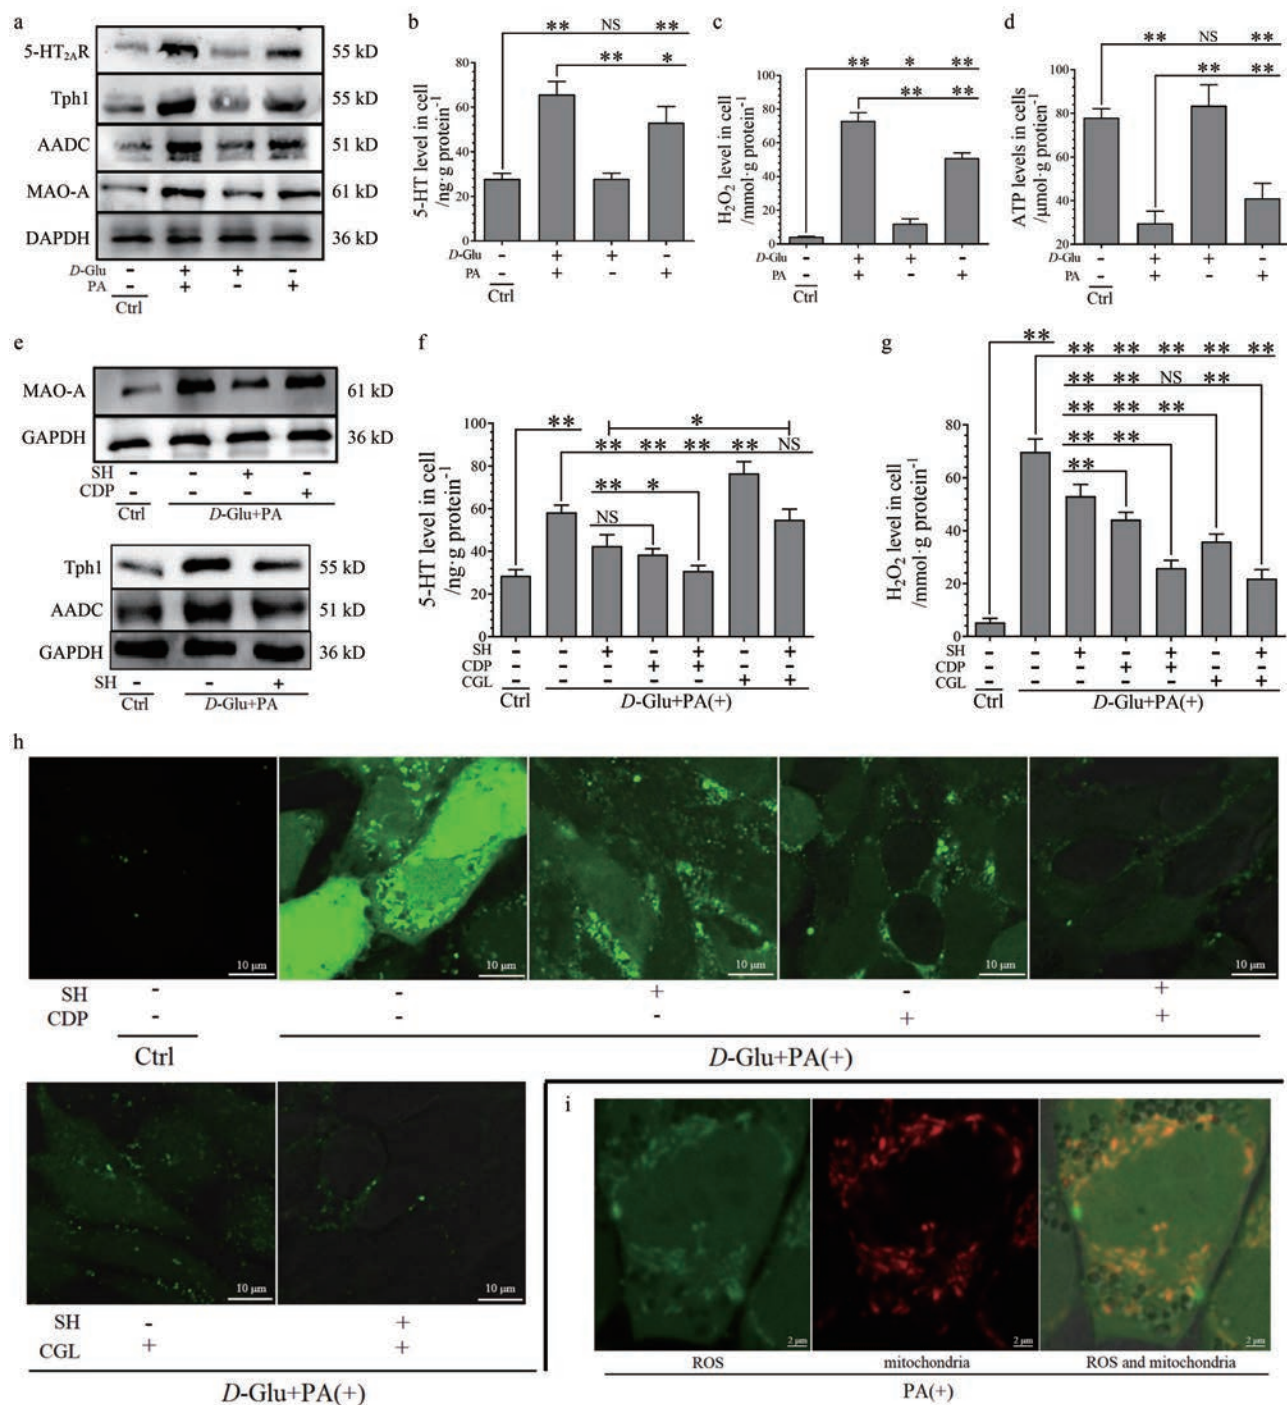 a
5-HT2AR 55 kD
Tph1 55 kD
AADC 51 kD
MAO-A 61 kD
DAPDH 36 kD
D-Glu - + + -
PA - + - +
Ctrl
b
** NS **
** *
5-HT level in cell
/ng·g protein⁻¹
80
60
40
20
0
D-Glu - + + -
PA - + - +
Ctrl
c
** * **
** **
H2O2 level in cell
/mmol·g protein⁻¹
100
80
60
40
20
0
D-Glu - + + -
PA - + - +
Ctrl
d
** NS **
** **
ATP levels in cells
/μmol·g protien⁻¹
100
80
60
40
20
D-Glu - + + -
PA - + - +
Ctrl
e
MAO-A 61 kD
GAPDH 36 kD
SH - - + -
CDP - - - +
Ctrl D-Glu+PA
Tph1 55 kD
AADC 51 kD
GAPDH 36 kD
SH - - +
Ctrl D-Glu+PA
f
*
**
** ** ** ** NS
** *
NS
5-HT level in cell
/ng·g protein⁻¹
100
80
60
40
20
0
SH - - + - + - +
CDP - - - + + - -
CGL - - - - - + +
Ctrl D-Glu+PA(+)
g
**
** ** ** ** **
** ** NS **
** ** **
** **
**
H2O2 level in cell
/mmol·g protein⁻¹
80
60
40
20
0
SH - - + - + - +
CDP - - - + + - -
CGL - - - - - + +
Ctrl D-Glu+PA(+)
h
10 μm 10 μm 10 μm 10 μm 10 μm
SH - - + - +
CDP - - - + +
Ctrl D-Glu+PA(+)
10 μm 10 μm
SH - +
CGL + +
D-Glu+PA(+)
i
2 μm 2 μm 2 μm
ROS mitochondria ROS and mitochondria
PA(+)